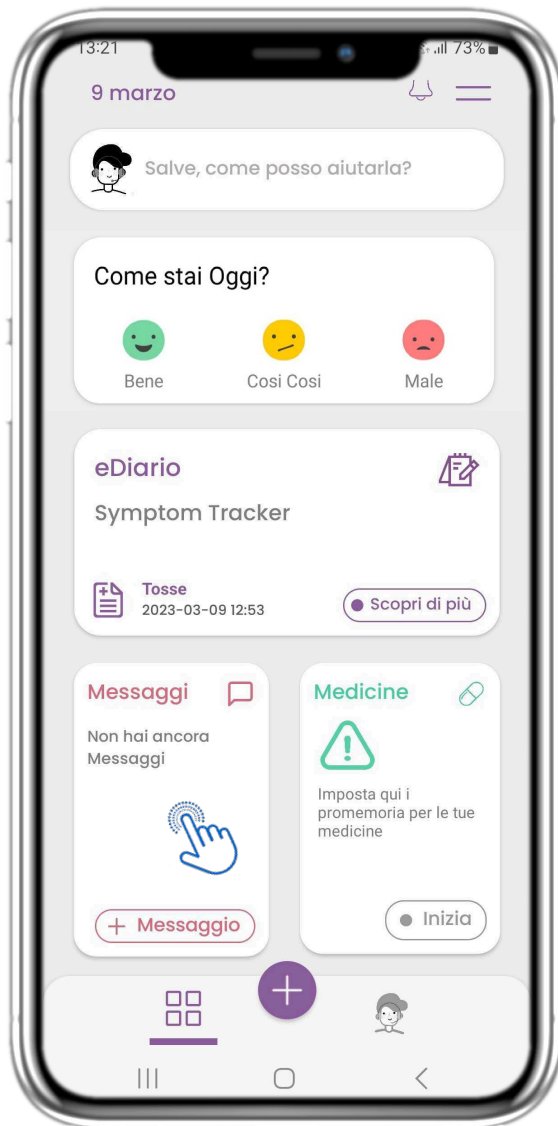 13:21
73%
9 marzo
Salve, come posso aiutarla?
Come stai Oggi?
Bene
Cosi Cosi
Male
eDiario
Symptom Tracker
Tosse
2023-03-09 12:53
Scopri di più
Messaggi
Non hai ancora
Messaggi
+ Messaggio
Medicine
Imposta qui i
promemoria per le tue
medicine
Inizia